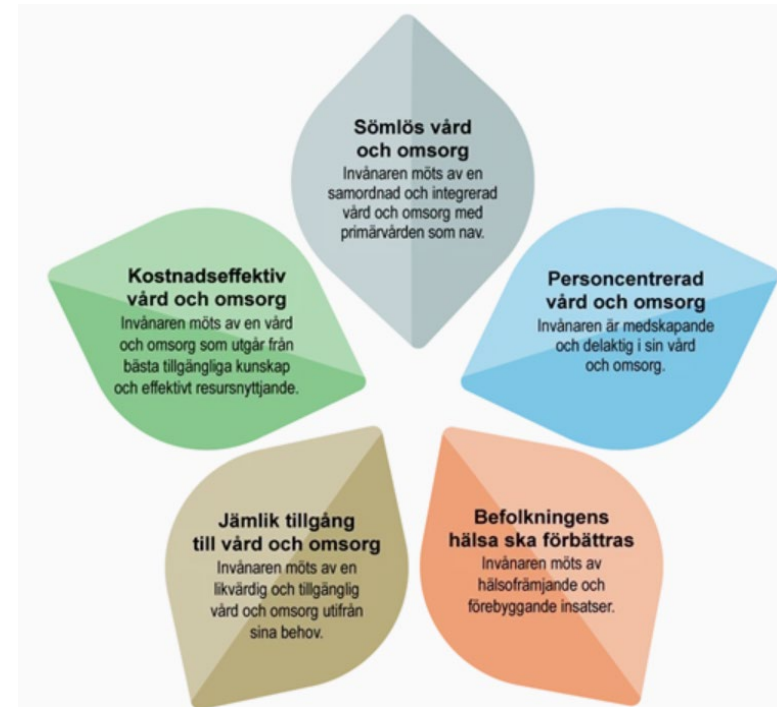 Sömlös vård
och omsorg
Invånaren möts av en
samordnad och integrerad
vård och omsorg med
primärvården som nav.
Kostnadseffektiv
vård och omsorg
Invånaren möts av en vård
och omsorg som utgår från
bästa tillgängliga kunskap
och effektivt resursnyttjande.
Personcentrerad
vård och omsorg
Invånaren är medskapande
och delaktig i sin vård
och omsorg.
Jämlik tillgång
till vård och omsorg
Invånaren möts av en
likvärdig och tillgänglig
vård och omsorg utifrån
sina behov.
Befolkningens
hälsa ska förbättras
Invånaren möts av
hälsofrämjande och
förebyggande insatser.